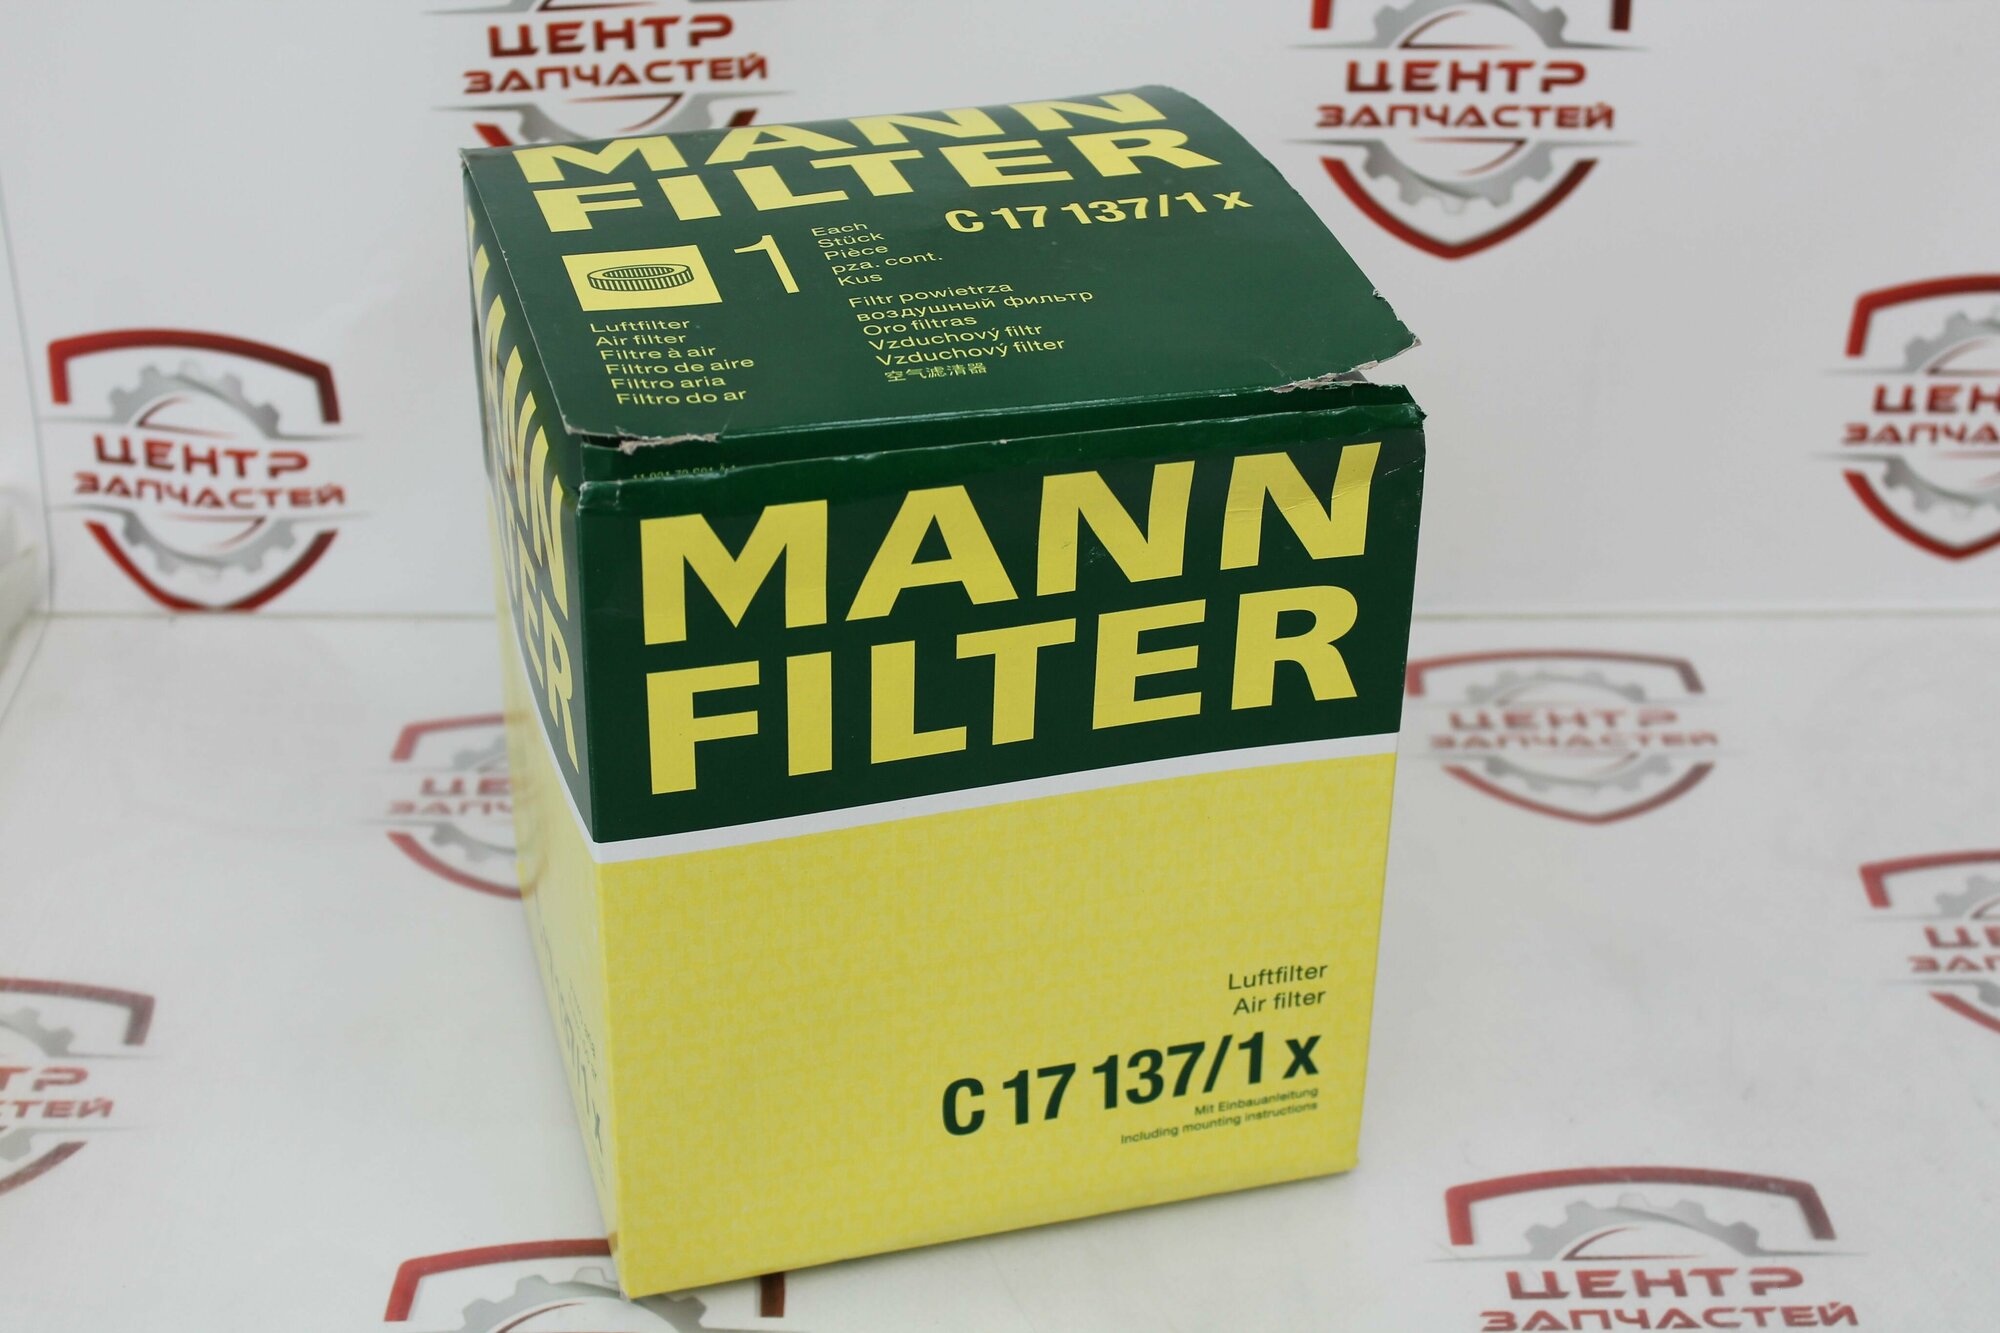 ЦЕНТР
ЗАПЧАСТЕЙ
ЦЕНТР
ЗАПЧАСТЕЙ
MANN
FILTER
C 17 137/1 x
1
Each
Stück
Pièce
pza. cont.
Kus
Luftfilter
Air filter
Filtre à air
Filtro de aire
Filtro aria
Filtro do ar
Filtr powietrza
воздушный фильтр
Oro filtras
Vzduchový filtr
Vzduchový filter
空气滤清器
MANN
FILTER
Luftfilter
Air filter
C 17 137/1 x
Mit Einbauanleitung
Including mounting instructions
ЦЕНТР
ЗАПЧАСТЕЙ
ЦЕНТР
ЗАПЧАСТЕЙ
ЦЕНТР
ЗАПЧАСТЕЙ